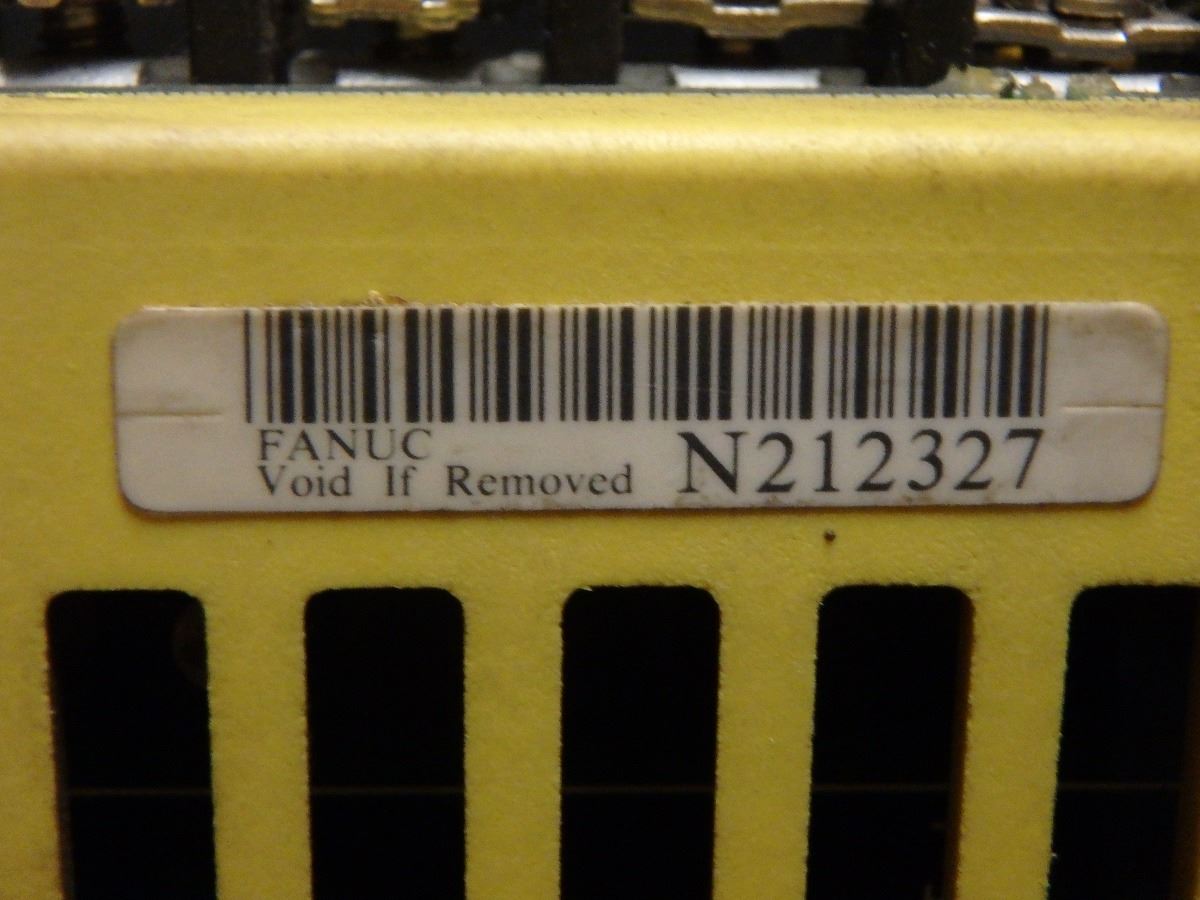 FANUC
Void If Removed
N212327